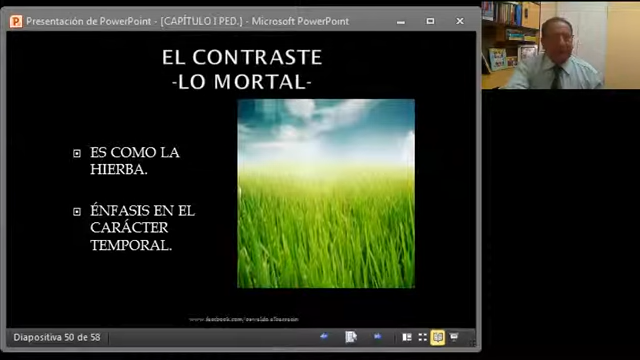 Presentación de PowerPoint - [CAPÍTULO I PED.] - Microsoft PowerPoint
EL CONTRASTE
-LO MORTAL-
ES COMO LA
HIERBA.
ÉNFASIS EN EL
CARÁCTER
TEMPORAL.
Diapositiva 50 de 58